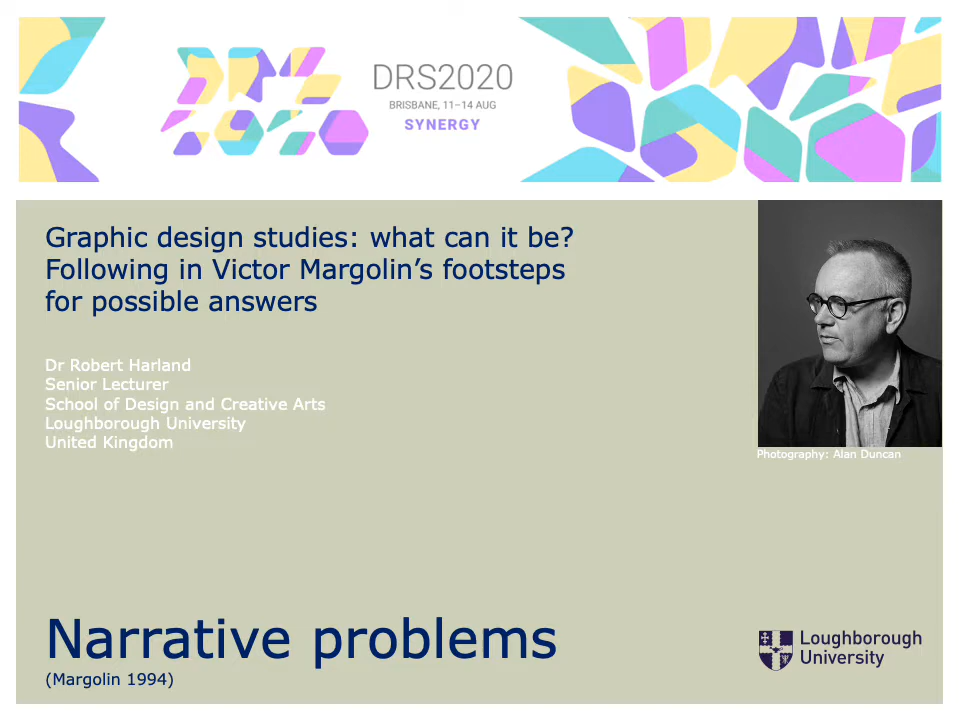 DRS2020
BRISBANE, 11–14 AUG
SYNERGY
Graphic design studies: what can it be?
Following in Victor Margolin’s footsteps
for possible answers
Dr Robert Harland
Senior Lecturer
School of Design and Creative Arts
Loughborough University
United Kingdom
Photography: Alan Duncan
Narrative problems
(Margolin 1994)
Loughborough
University